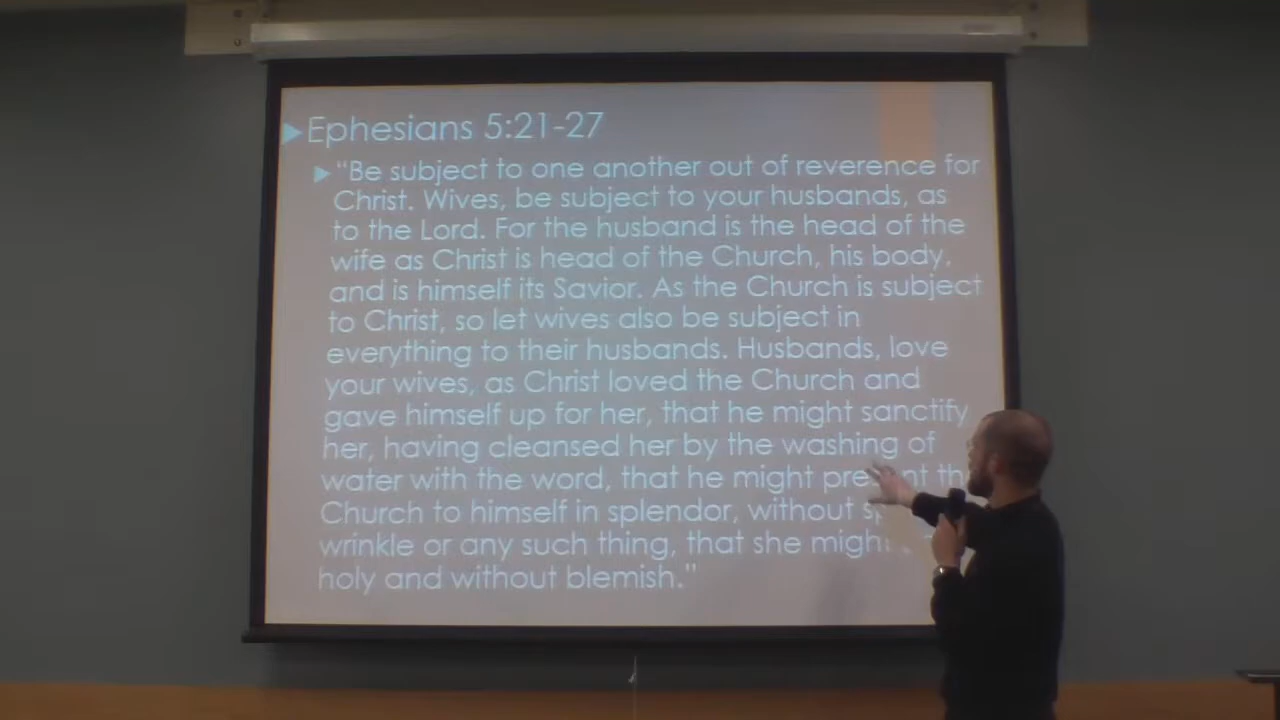 Ephesians 5:21-27
"Be subject to one another out of reverence for
Christ. Wives, be subject to your husbands, as
to the Lord. For the husband is the head of the
wife as Christ is head of the Church, his body,
and is himself its Savior. As the Church is subject
to Christ, so let wives also be subject in
everything to their husbands. Husbands, love
your wives, as Christ loved the Church and
gave himself up for her, that he might sanctify
her, having cleansed her by the washing of
water with the word, that he might present
Church to himself in splendor, without
wrinkle or any such thing, that she might
holy and without blemish."